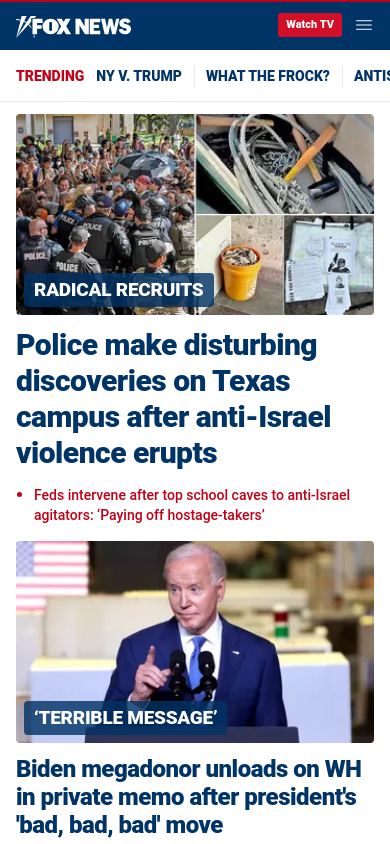 FOX NEWS
Watch TV
TRENDING NY V. TRUMP WHAT THE FROCK? ANTIS
POLICE
POLICE
POLICE
POLICE
RADICAL RECRUITS
Police make disturbing
discoveries on Texas
campus after anti-Israel
violence erupts
Feds intervene after top school caves to anti-Israel
agitators: ‘Paying off hostage-takers’
‘TERRIBLE MESSAGE’
Biden megadonor unloads on WH
in private memo after president's
'bad, bad, bad' move